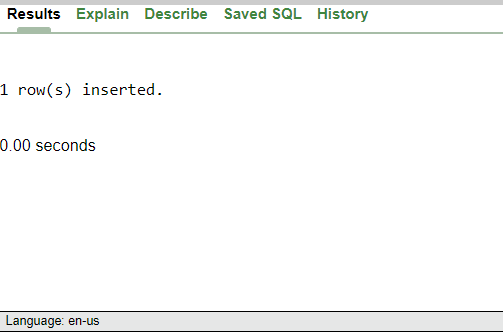 Results Explain Describe Saved SQL History
1 row(s) inserted.
0.00 seconds
Language: en-us